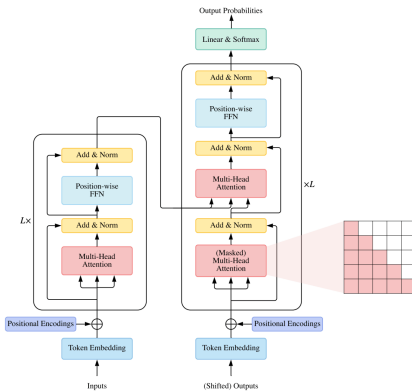 Output Probabilities
Linear & Softmax
Add & Norm
Position-wise
FFN
Add & Norm
Multi-Head
Attention
×L
Add & Norm
(Masked)
Multi-Head
Attention
Positional Encodings
Token Embedding
(Shifted) Outputs
Add & Norm
Position-wise
FFN
L×
Add & Norm
Multi-Head
Attention
Positional Encodings
Token Embedding
Inputs